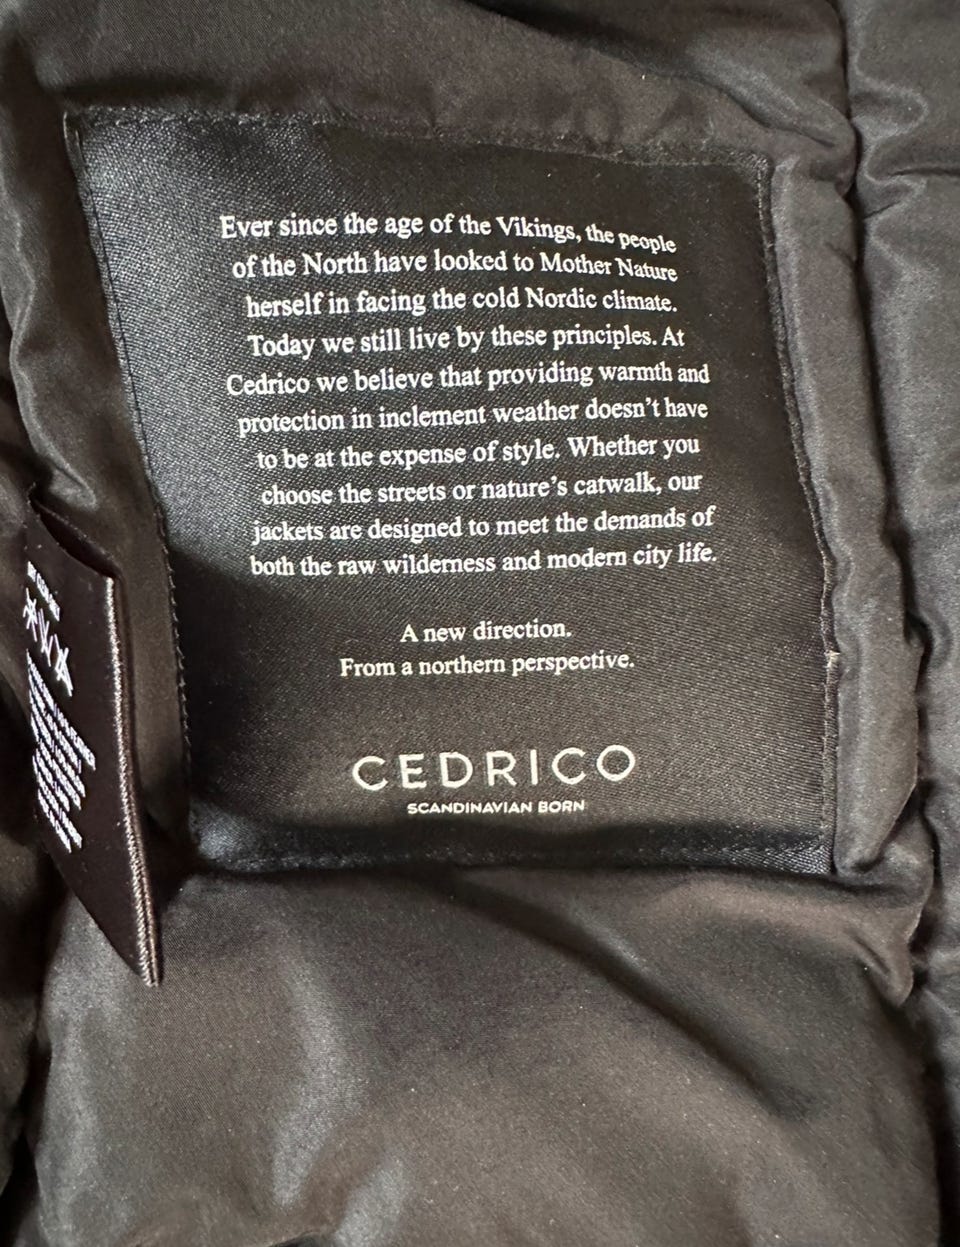 Ever since the age of the Vikings, the people
of the North have looked to Mother Nature
herself in facing the cold Nordic climate.
Today we still live by these principles. At
Cedrico we believe that providing warmth and
protection in inclement weather doesn't have
to be at the expense of style. Whether you
choose the streets or nature's catwalk, our
jackets are designed to meet the demands of
both the raw wilderness and modern city life.
A new direction.
From a northern perspective.
CEDRICO
SCANDINAVIAN BORN